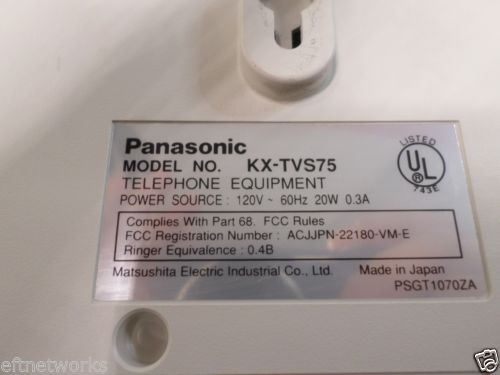 Panasonic
MODEL NO. KX-TVS75
TELEPHONE EQUIPMENT
POWER SOURCE : 120V ~ 60Hz 20W 0.3A
LISTED
UL
®
743E
Complies With Part 68. FCC Rules
FCC Registration Number : ACJJPN-22180-VM-E
Ringer Equivalence : 0.4B
Matsushita Electric Industrial Co., Ltd. Made in Japan
PSGT1070ZA
eftnetworks
ebay